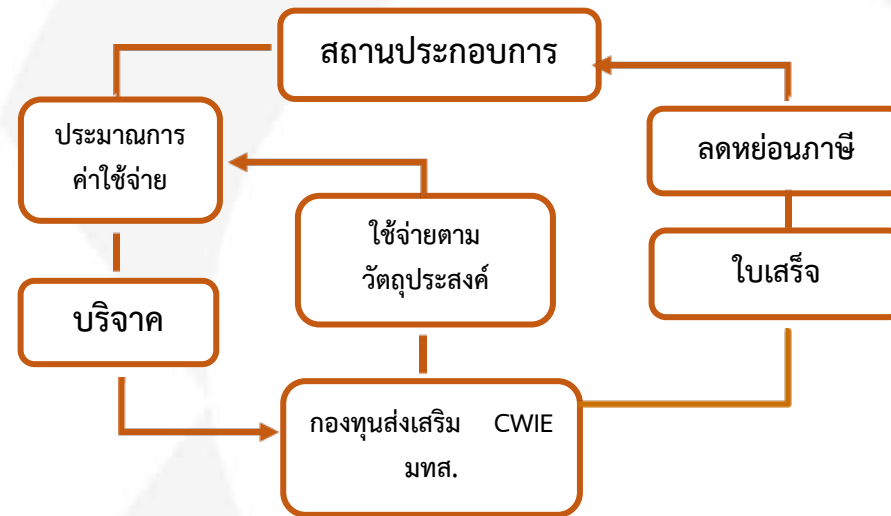 สถานประกอบการ
ประมาณการ
ค่าใช้จ่าย
ลดหย่อนภาษี
ใช้จ่ายตาม
วัตถุประสงค์
ใบเสร็จ
บริจาค
กองทุนส่งเสริม CWIE
มทส.